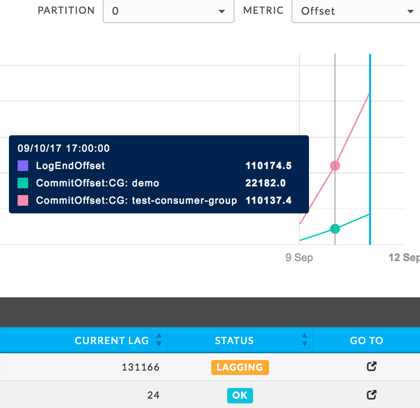 PARTITION 0 METRIC Offset
09/10/17 17:00:00
LogEndOffset 110174.5
CommitOffset:CG: demo 22182.0
CommitOffset:CG: test-consumer-group 110137.4
9 Sep 12 Sep
CURRENT LAG STATUS GO TO
131166 LAGGING
24 OK